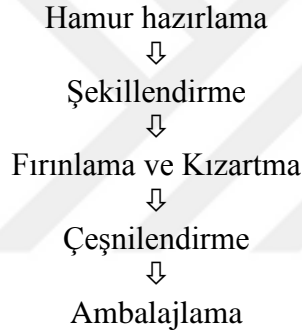 Hamur hazırlama
⇩
Şekillendirme
⇩
Fırınlama ve Kızartma
⇩
Çeşnilendirme
⇩
Ambalajlama